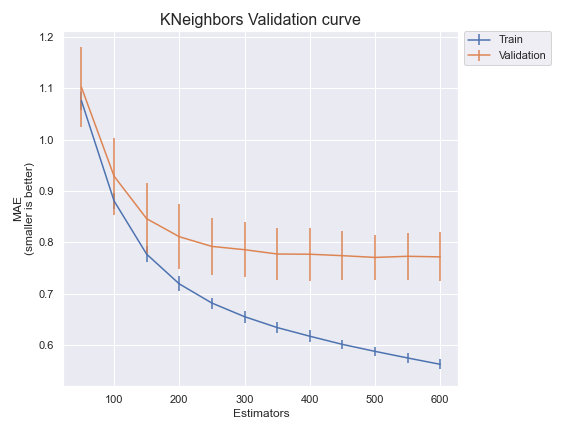 KNeighbors Validation curve
Train
Validation
1.2
1.1
1.0
0.9
0.8
0.7
0.6
MAE
(smaller is better)
100
200
300
400
500
600
Estimators